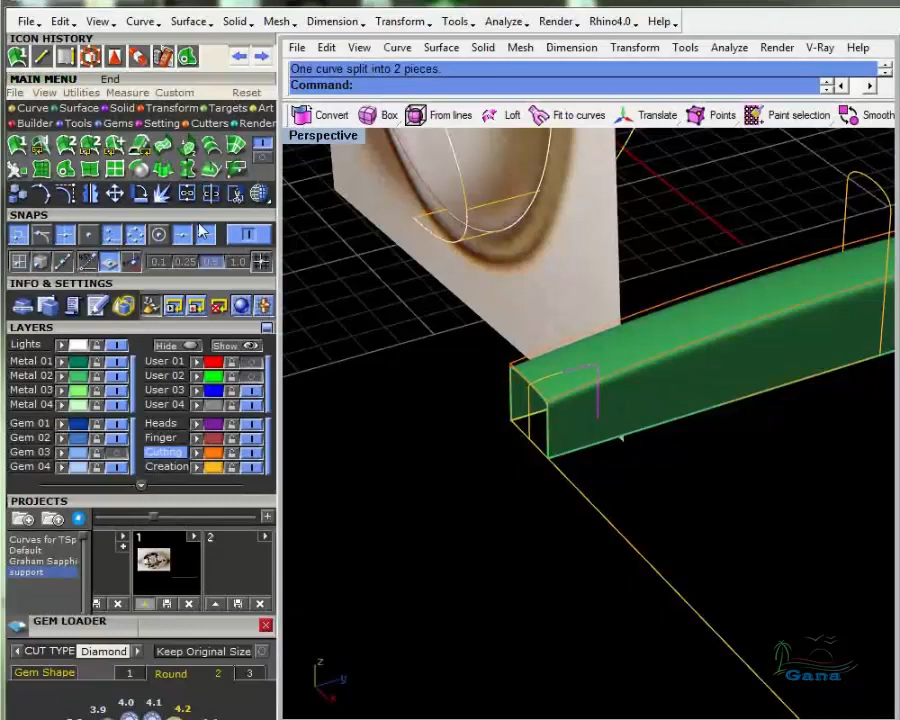 File, Edit, View, Curve, Surface, Solid, Mesh, Dimension, Transform, Tools, Analyze, Render, Rhino4.0, Help,
ICON HISTORY
MAIN MENU End
File View Utilities Measure Custom Reset
Curve Surface Solid Transform Targets Art
Builder Tools Gems Setting Cutters Render
SNAPS
0.1 0.25 0.5 1.0
INFO & SETTINGS
LAYERS
Lights Hide Show
Metal 01 User 01
Metal 02 User 02
Metal 03 User 03
Metal 04 User 04
Gem 01 Heads
Gem 02 Finger
Gem 03 Cutting
Gem 04 Creation
PROJECTS
Curves for TSp
Default
Graham Sapphi
support
1 2
GEM LOADER
CUT TYPE Diamond Keep Original Size
Gem Shape 1 Round 2 3
3.9 4.0 4.1 4.2
File Edit View Curve Surface Solid Mesh Dimension Transform Tools Analyze Render V-Ray Help
One curve split into 2 pieces.
Command:
Convert Box From lines Loft Fit to curves Translate Points Paint selection Smooth
Perspective
z
Gana